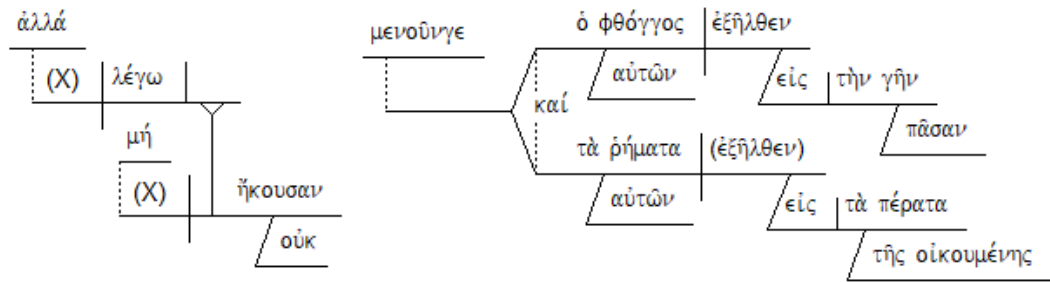 ἀλλά
(X) λέγω
μή
(X) ἤκουσαν
οὐκ
μενοῦνγε
ὁ φθόγγος ἐξῆλθεν
αὐτῶν εἰς τὴν γῆν
πᾶσαν
καί
τὰ ῥήματα (ἐξῆλθεν)
αὐτῶν εἰς τὰ πέρατα
τῆς οἰκουμένης